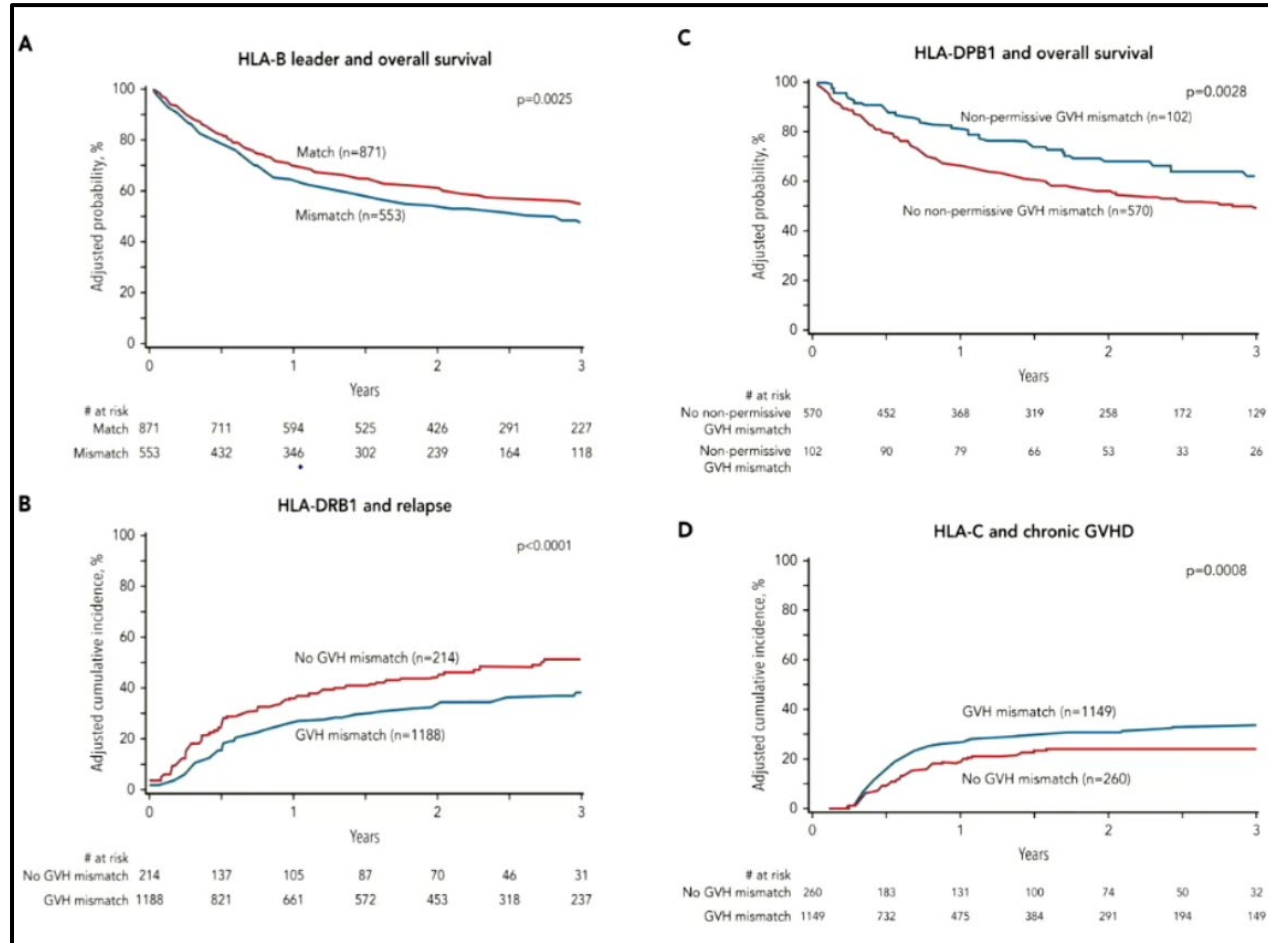 A
HLA-B leader and overall survival
p=0.0025
Adjusted probability, %
100
80
60
40
20
0
Match (n=871)
Mismatch (n=553)
0 1 2 3
Years
# at risk
Match 871 711 594 525 426 291 227
Mismatch 553 432 346 302 239 164 118
B
HLA-DRB1 and relapse
p<0.0001
Adjusted cumulative incidence, %
100
80
60
40
20
0
No GVH mismatch (n=214)
GVH mismatch (n=1188)
0 1 2 3
Years
# at risk
No GVH mismatch 214 137 105 87 70 46 31
GVH mismatch 1188 821 661 572 453 318 237
C
HLA-DPB1 and overall survival
p=0.0028
Adjusted probability, %
100
80
60
40
20
0
Non-permissive GVH mismatch (n=102)
No non-permissive GVH mismatch (n=570)
0 1 2 3
Years
# at risk
No non-permissive 570 452 368 319 258 172 129
GVH mismatch
Non-permissive 102 90 79 66 53 33 26
GVH mismatch
D
HLA-C and chronic GVHD
p=0.0008
Adjusted cumulative incidence, %
100
80
60
40
20
0
GVH mismatch (n=1149)
No GVH mismatch (n=260)
0 1 2 3
Years
# at risk
No GVH mismatch 260 183 131 100 74 50 32
GVH mismatch 1149 732 475 384 291 194 149